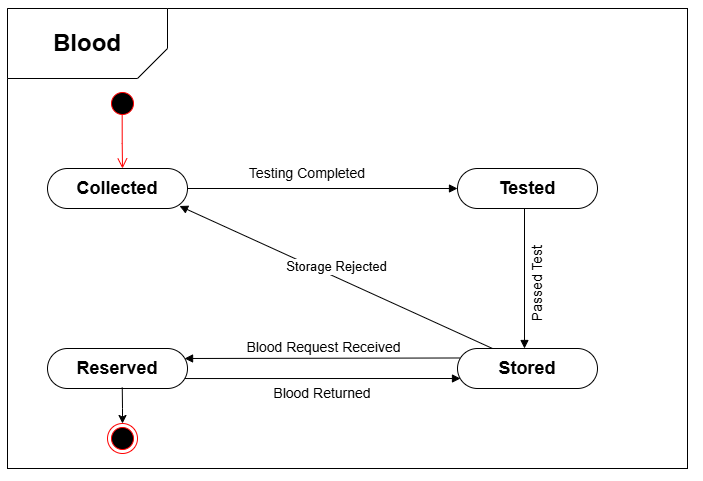 Blood
Testing Completed
Collected
Tested
Passed Test
Storage Rejected
Blood Request Received
Reserved
Stored
Blood Returned